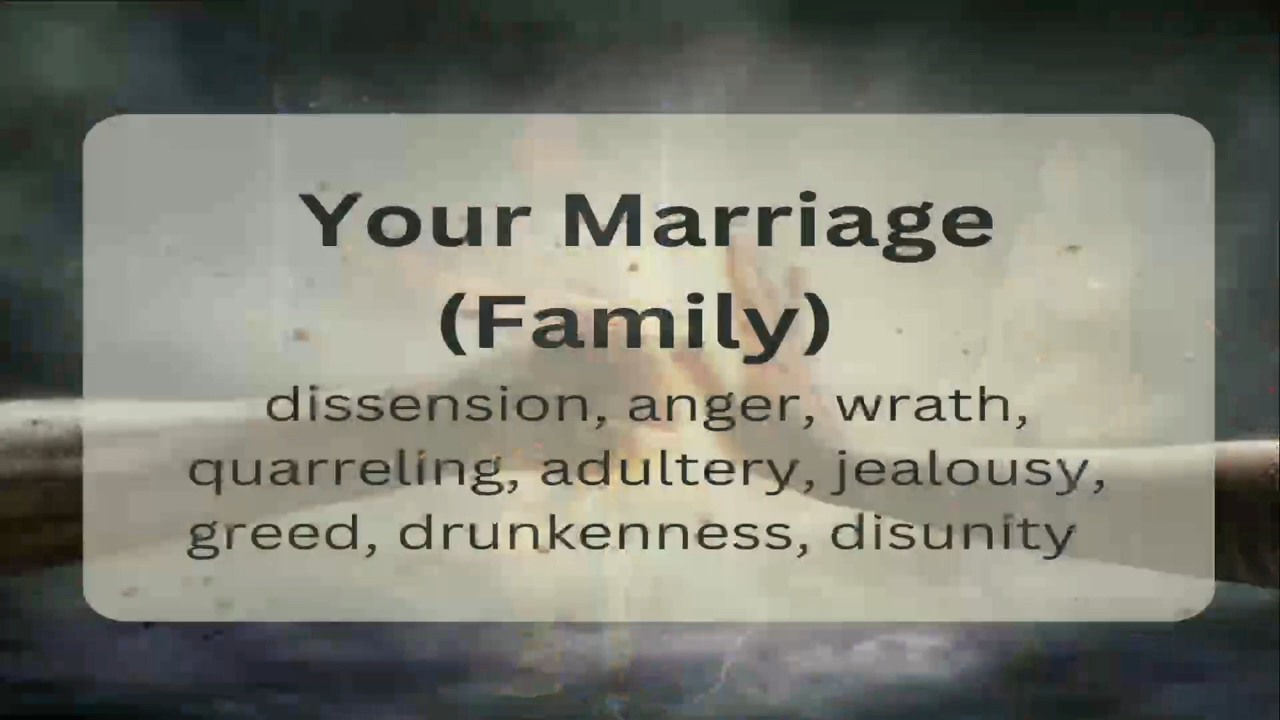 Your Marriage
(Family)
dissension, anger, wrath,
quarreling, adultery, jealousy,
greed, drunkenness, disunity